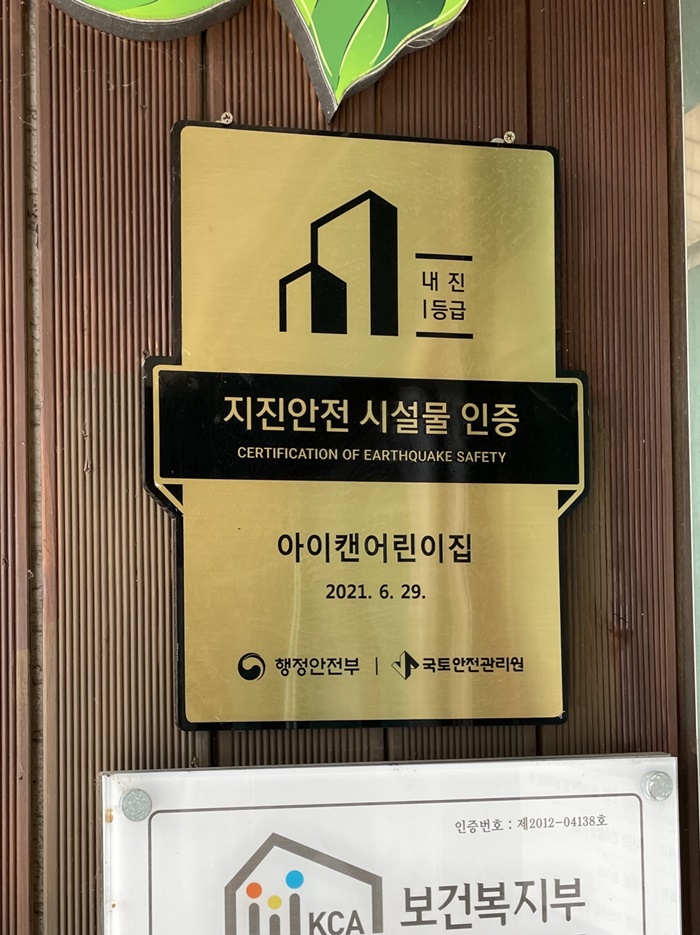 내 진
Ⅰ등급
지진안전 시설물 인증
CERTIFICATION OF EARTHQUAKE SAFETY
아이캔어린이집
2021. 6. 29.
행정안전부 | 국토안전관리원
인증번호 : 제2012-04138호
KCA 보건복지부